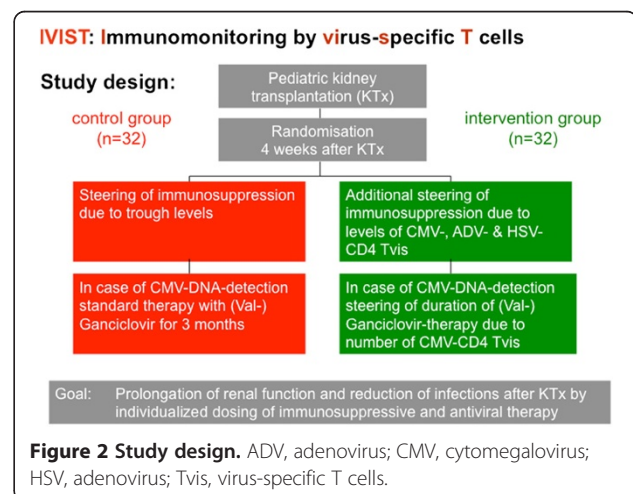 IVIST: Immunomonitoring by virus-specific T cells
Study design:
Pediatric kidney
transplantation (KTx)
control group
(n=32)
Randomisation
4 weeks after KTx
intervention group
(n=32)
Steering of immunosuppression
due to trough levels
Additional steering of
immunosuppression due to
levels of CMV-, ADV- & HSV-
CD4 Tvis
In case of CMV-DNA-detection
standard therapy with (Val-)
Ganciclovir for 3 months
In case of CMV-DNA-detection
steering of duration of (Val-)
Ganciclovir-therapy due to
number of CMV-CD4 Tvis
Goal: Prolongation of renal function and reduction of infections after KTx by
individualized dosing of immunosuppressive and antiviral therapy
Figure 2 Study design. ADV, adenovirus; CMV, cytomegalovirus;
HSV, adenovirus; Tvis, virus-specific T cells.